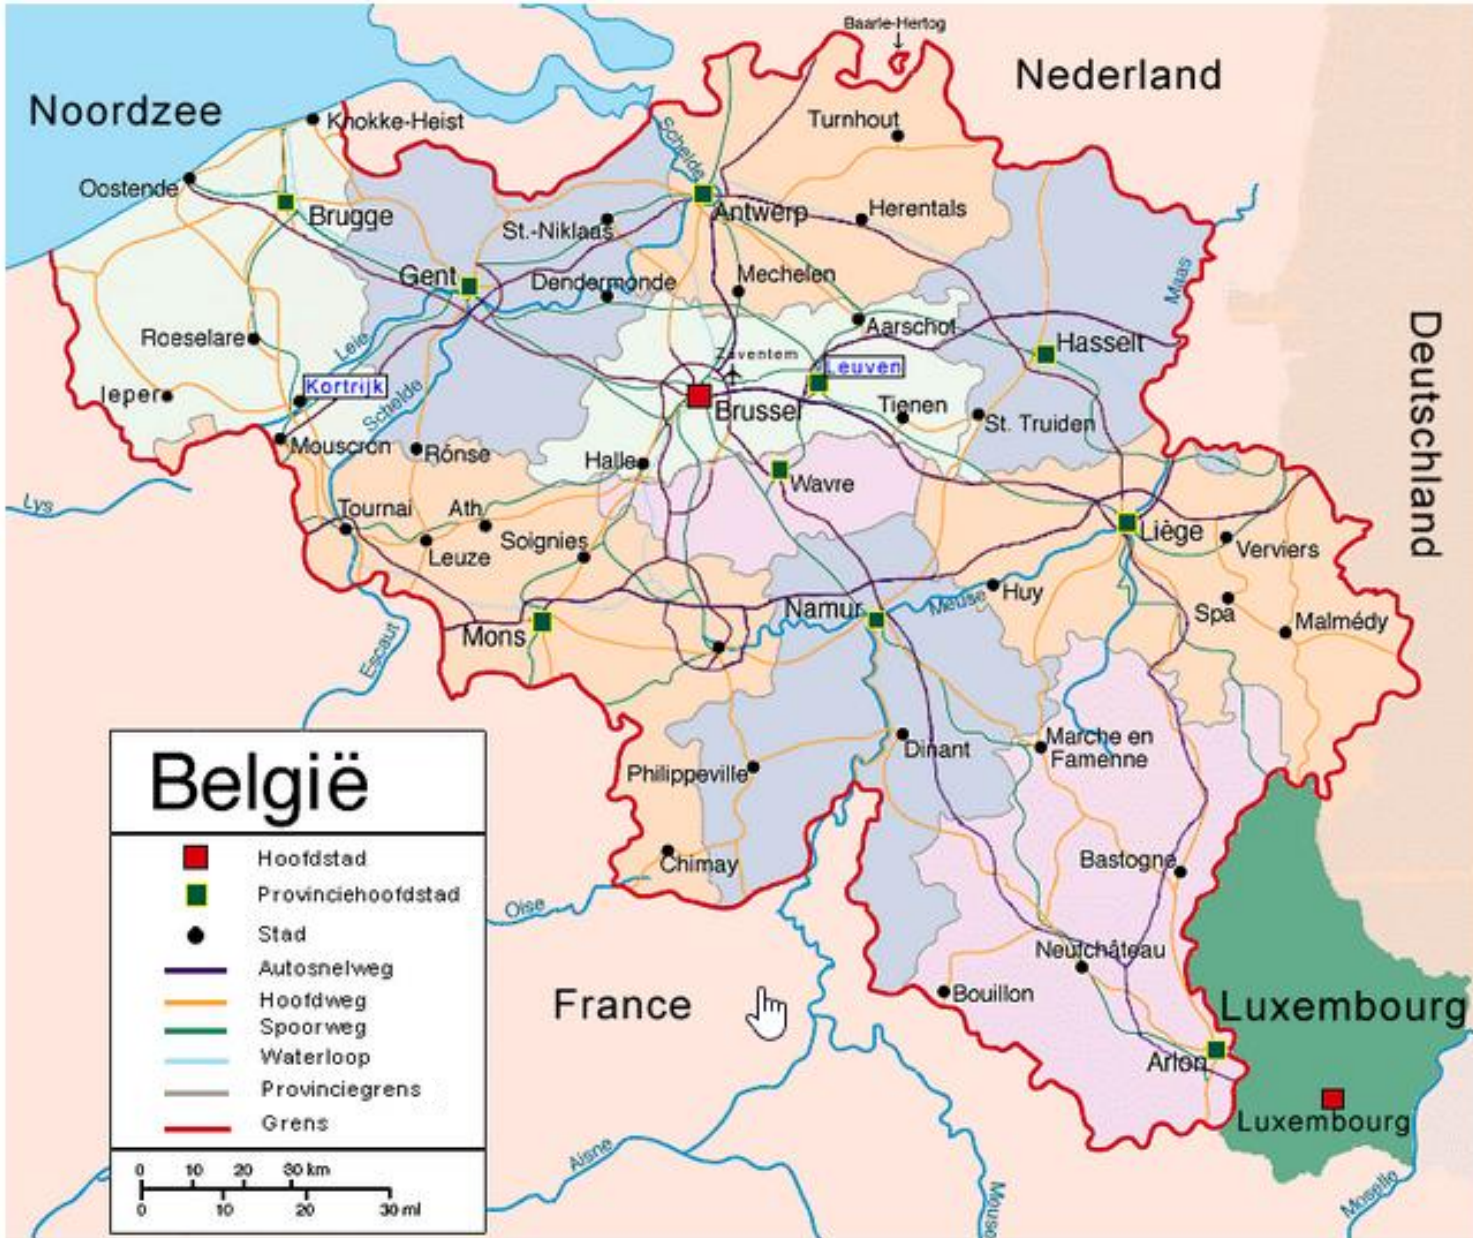 Baarle-Hertog
Nederland
Noordzee
Knokke-Heist
Turnhout
Schelde
Oostende
Brugge
Antwerp
Herentals
St.-Niklaas
Gent
Dendermonde
Mechelen
Maas
Aarschot
Roeselare
Leie
Zaventem
Hasselt
Deutschland
Kortrijk
Leuven
Ieper
Schelde
Brussel
Tienen
St. Truiden
Mouscron
Rónse
Halle
Wavre
Lys
Tournai
Ath
Leuze
Soignies
Liège
Verviers
Huy
Meuse
Namur
Spa
Malmédy
Mons
Escaut
Dinant
Marche en
Famenne
Philippeville
Chimay
Bastogne
Oise
Neufchâteau
Bouillon
France
Luxembourg
Arlon
Luxembourg
Aisne
Meuse
Moselle
België
Hoofdstad
Provinciehoofdstad
Stad
Autosnelweg
Hoofdweg
Spoorweg
Waterloop
Provinciegrens
Grens
0 10 20 30 km
0 10 20 30 ml